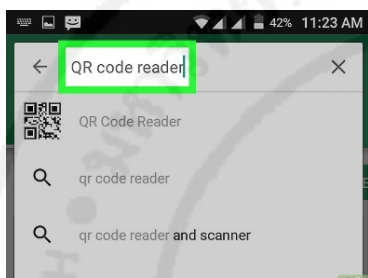 42% 11:23 AM
QR code reader
QR Code Reader
qr code reader
qr code reader and scanner